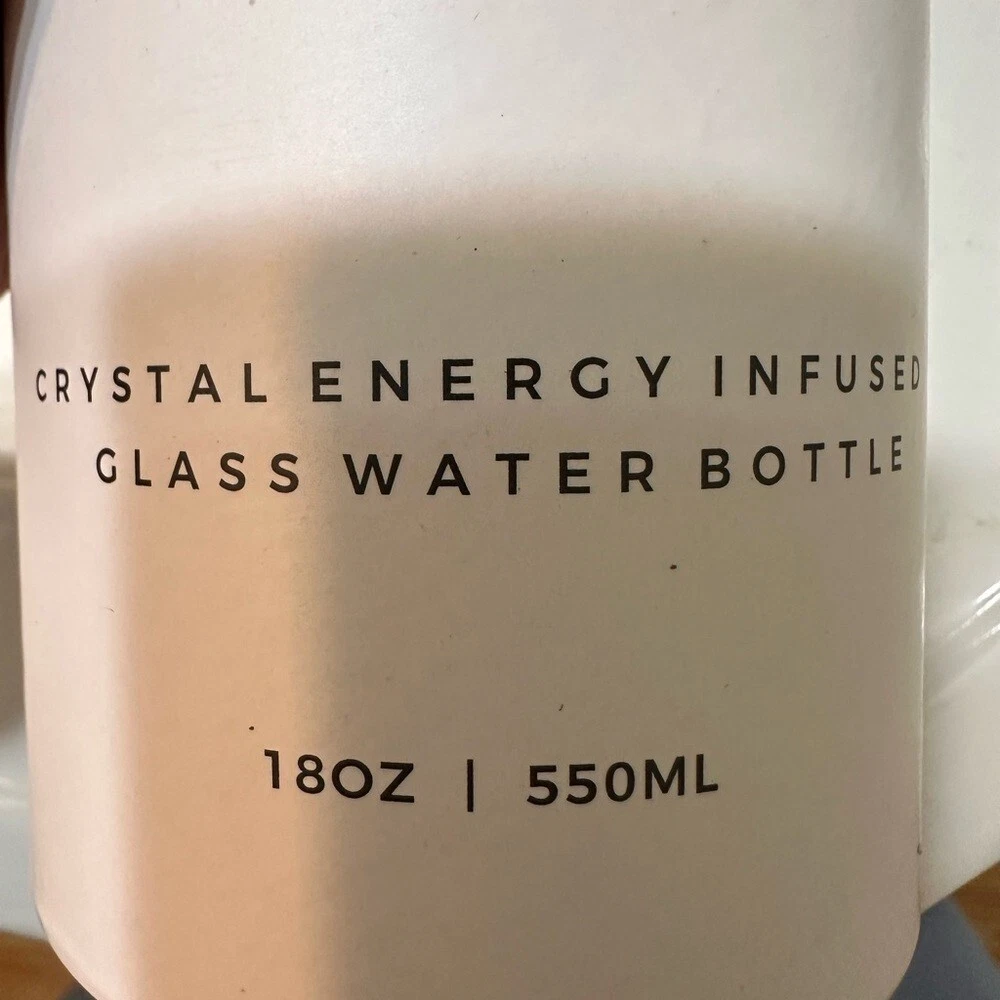 CRYSTAL ENERGY INFUSED
GLASS WATER BOTTLE
18OZ | 550ML